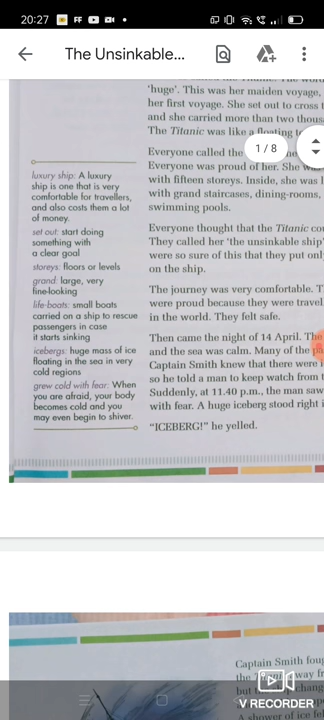 20:27
FF
The Unsinkable...
'huge'. This was her maiden voyage,
her first voyage. She set out to cross
and she carried more than two thous
The Titanic was like a floating
1 / 8
Everyone called the
Everyone was proud of her. She
with fifteen storeys. Inside, she was
with grand staircases, dining-rooms,
swimming pools.
Everyone thought that the Titanic co
They called her 'the unsinkable ship'
were so sure of this that they put onl
on the ship.
The journey was very comfortable. T
were proud because they were travel
in the world. They felt safe.
Then came the night of 14 April. The
and the sea was calm. Many of the
Captain Smith knew that there were i
so he told a man to keep watch from
Suddenly, at 11.40 p.m., the man saw
with fear. A huge iceberg stood right
"ICEBERG!" he yelled.
luxury ship: A luxury
ship is one that is very
comfortable for travellers,
and also costs them a lot
of money.
set out: start doing
something with
a clear goal
storeys: floors or levels
grand: large, very
fine-looking
life-boats: small boats
carried on a ship to rescue
passengers in case
it starts sinking
icebergs: huge mass of ice
floating in the sea in very
cold regions
grew cold with fear: When
you are afraid, your body
becomes cold and you
may even begin to shiver.
Captain Smith
the
way
but
A shower of ice
V RECORDER